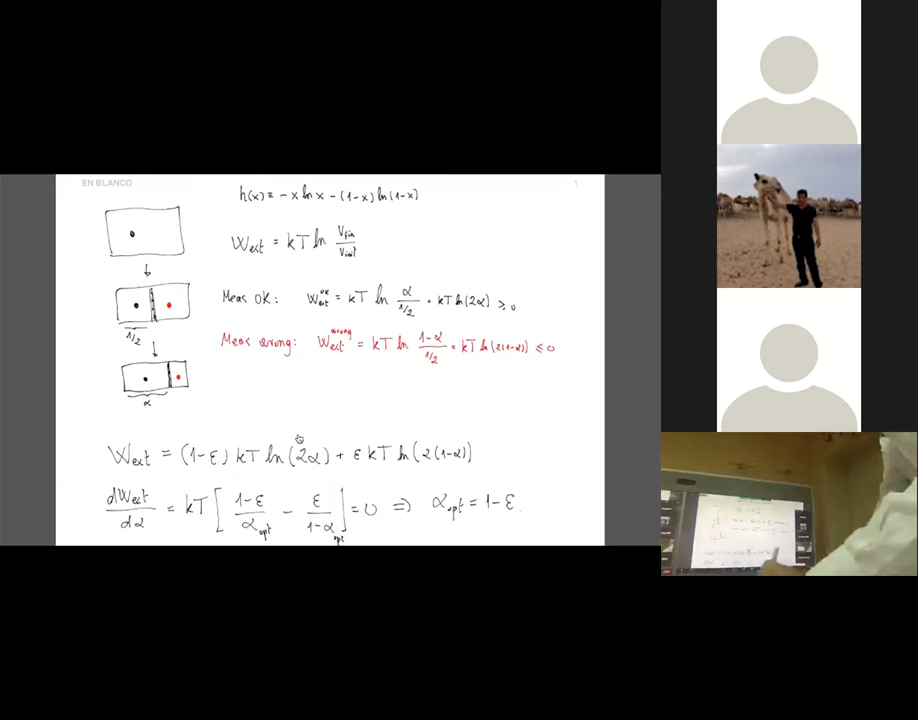 EN BLANCO 1
h(x) = -x ln x - (1-x) ln(1-x)
W_ext = kT ln V_fin / V_init
Meas OK: W_ext^ok = kT ln α / 1/2 = kT ln(2α) ≥ 0
1/2
Meas wrong: W_ext^wrong = kT ln 1-α / 1/2 = kT ln(2(1-α)) ≤ 0
α
W_ext = (1-ε) kT ln(2α) + ε kT ln(2(1-α))
dW_ext / dα = kT [ 1-ε / α_opt - ε / 1-α_opt ] = 0 ⇒ α_opt = 1-ε.